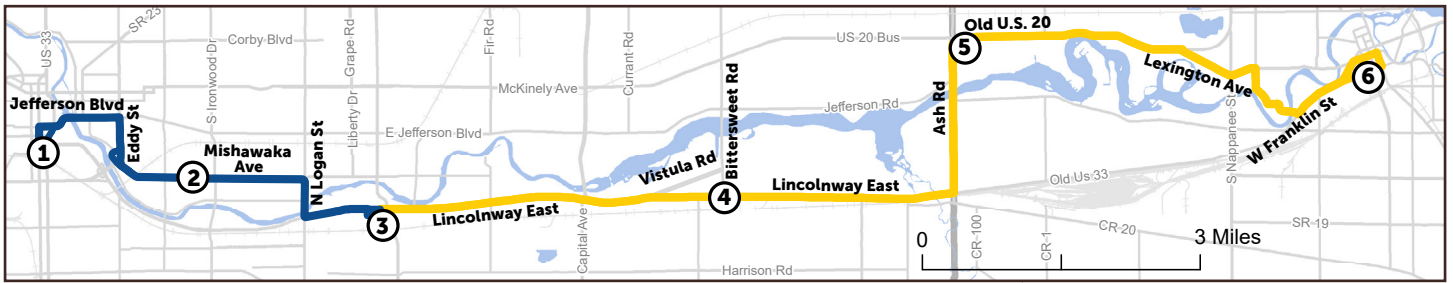 SR-23
US 33
Corby Blvd
S Ironwood Dr
Liberty Dr
Grape Rd
Fir Rd
Currant Rd
US 20 Bus
McKinely Ave
Jefferson Rd
E Jefferson Blvd
Jefferson Blvd
Eddy St
1
2
Mishawaka
Ave
N Logan St
3
Lincolnway East
Capital Ave
Vistula Rd
Bittersweet Rd
4
Lincolnway East
Harrison Rd
Ash Rd
5
Old U.S. 20
Lexington Ave
6
W Franklin St
S Nappanee St
Old Us 33
CR 100
CR 1
CR 20
SR 19
0
3 Miles